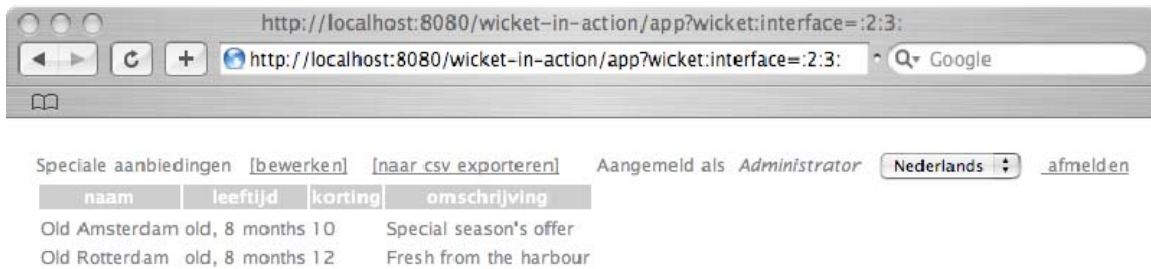 http://localhost:8080/wicket-in-action/app?wicket:interface=:2:3:
http://localhost:8080/wicket-in-action/app?wicket:interface=:2:3: Google
Speciale aanbiedingen [bewerken] [naar csv exporteren] Aangemeld als Administrator Nederlands afmelden
naam leeftijd korting omschrijving
Old Amsterdam old, 8 months 10 Special season's offer
Old Rotterdam old, 8 months 12 Fresh from the harbour